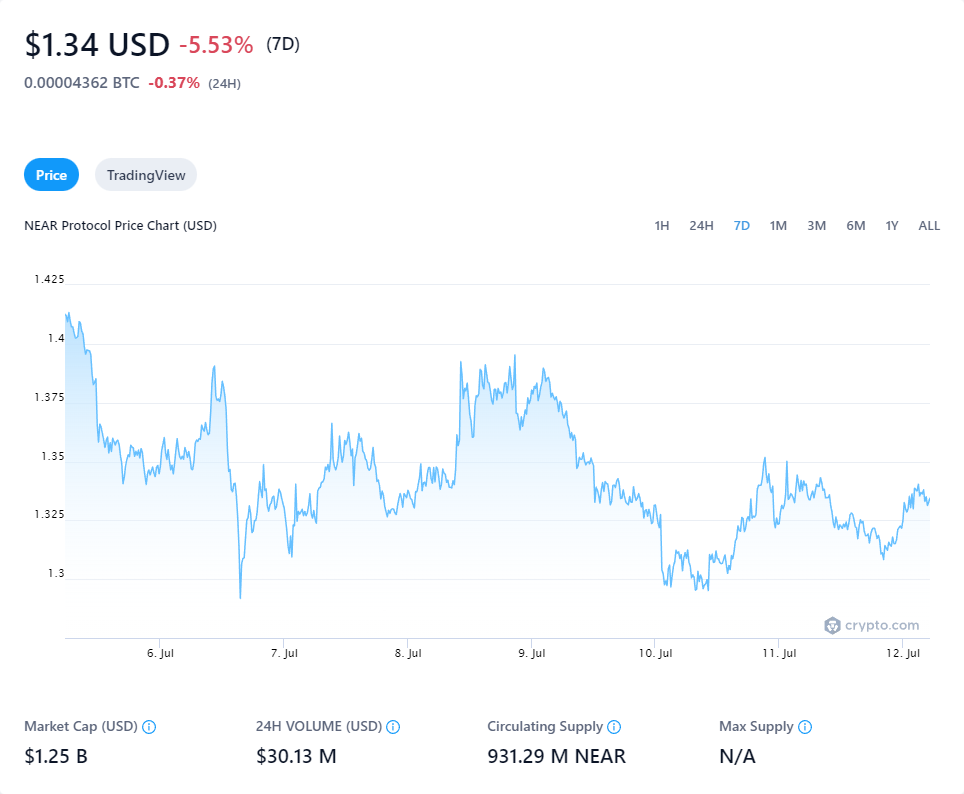 $1.34 USD -5.53% (7D)
0.00004362 BTC -0.37% (24H)
Price TradingView
NEAR Protocol Price Chart (USD) 1H 24H 7D 1M 3M 6M 1Y ALL
1.425
1.4
1.375
1.35
1.325
1.3
crypto.com
6. Jul 7. Jul 8. Jul 9. Jul 10. Jul 11. Jul 12. Jul
Market Cap (USD) 24H VOLUME (USD) Circulating Supply Max Supply
$1.25 B $30.13 M 931.29 M NEAR N/A